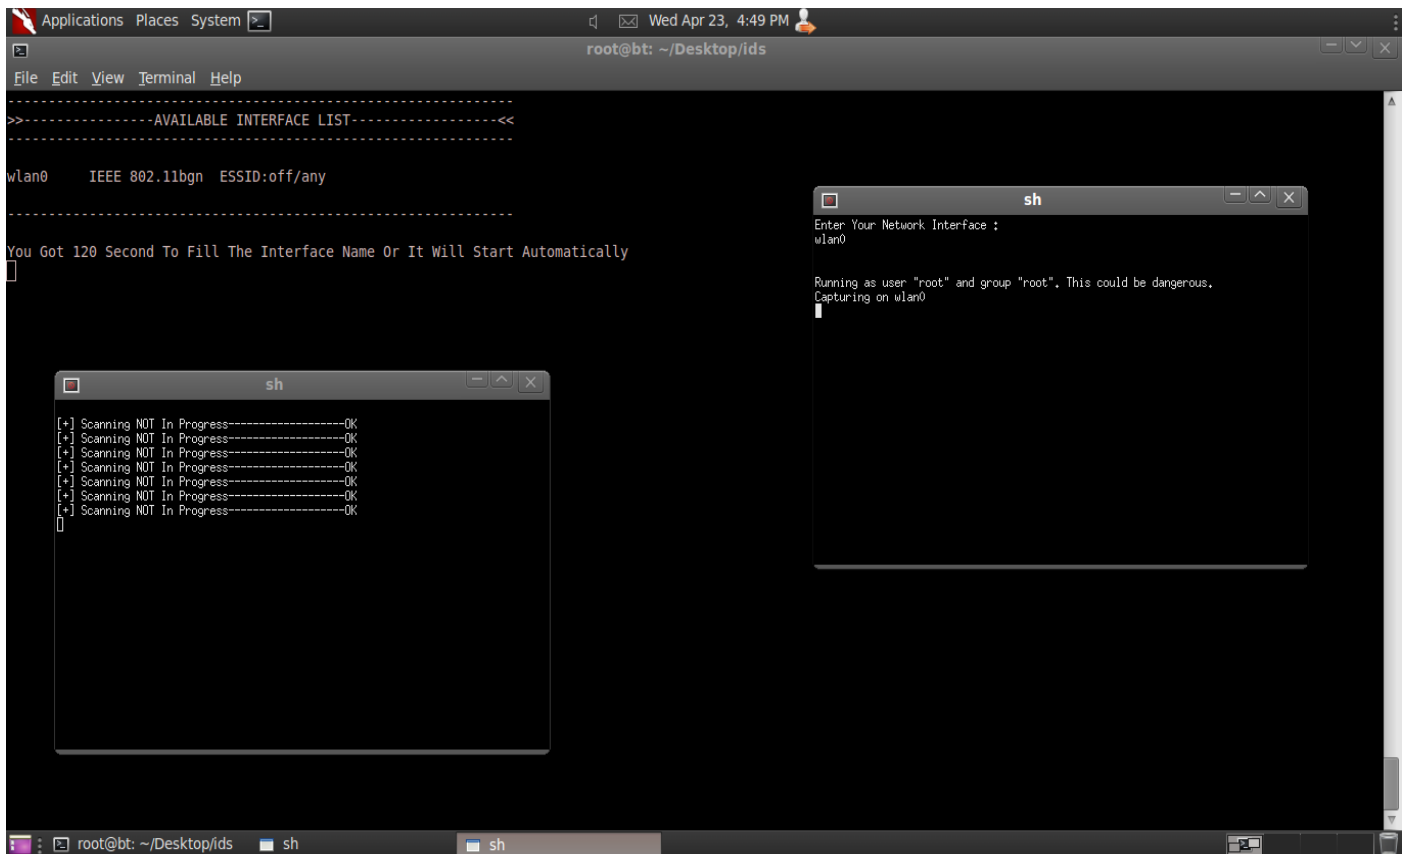 Applications Places System Wed Apr 23, 4:49 PM
root@bt: ~/Desktop/ids
File Edit View Terminal Help
---------------------------------------------------------------
>>----------------AVAILABLE INTERFACE LIST------------------<<
---------------------------------------------------------------
wlan0     IEEE 802.11bgn  ESSID:off/any
---------------------------------------------------------------
You Got 120 Second To Fill The Interface Name Or It Will Start Automatically
sh
Enter Your Network Interface :
wlan0
Running as user "root" and group "root". This could be dangerous.
Capturing on wlan0
sh
[+] Scanning NOT In Progress-------------------OK
[+] Scanning NOT In Progress-------------------OK
[+] Scanning NOT In Progress-------------------OK
[+] Scanning NOT In Progress-------------------OK
[+] Scanning NOT In Progress-------------------OK
[+] Scanning NOT In Progress-------------------OK
[+] Scanning NOT In Progress-------------------OK
root@bt: ~/Desktop/ids sh sh